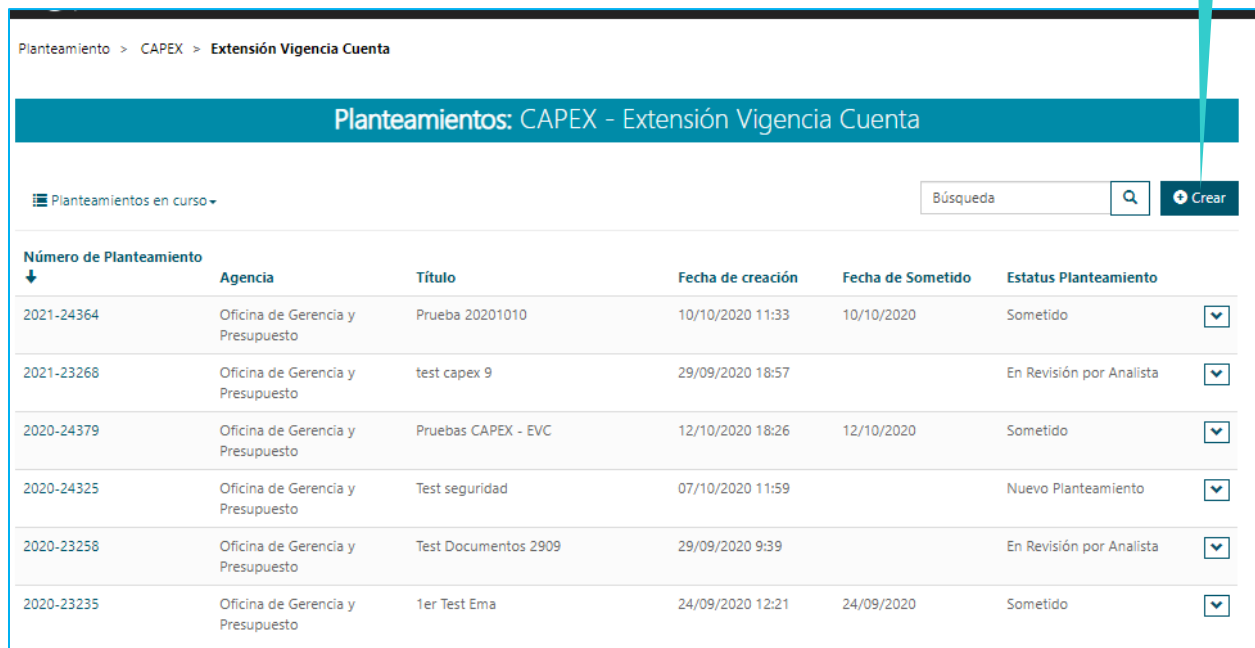 Planteamiento > CAPEX > Extensión Vigencia Cuenta
Planteamientos: CAPEX - Extensión Vigencia Cuenta
Planteamientos en curso
Búsqueda
Crear
Número de Planteamiento
Agencia Título Fecha de creación Fecha de Sometido Estatus Planteamiento
2021-24364 Oficina de Gerencia y Prueba 20201010 10/10/2020 11:33 10/10/2020 Sometido
Presupuesto
2021-23268 Oficina de Gerencia y test capex 9 29/09/2020 18:57 En Revisión por Analista
Presupuesto
2020-24379 Oficina de Gerencia y Pruebas CAPEX - EVC 12/10/2020 18:26 12/10/2020 Sometido
Presupuesto
2020-24325 Oficina de Gerencia y Test seguridad 07/10/2020 11:59 Nuevo Planteamiento
Presupuesto
2020-23258 Oficina de Gerencia y Test Documentos 2909 29/09/2020 9:39 En Revisión por Analista
Presupuesto
2020-23235 Oficina de Gerencia y 1er Test Ema 24/09/2020 12:21 24/09/2020 Sometido
Presupuesto